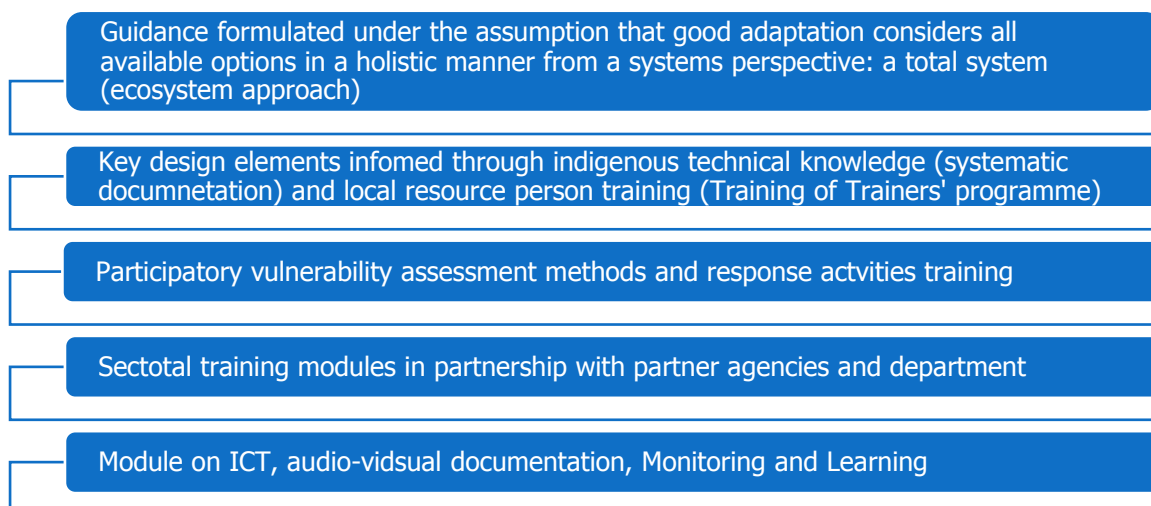 Guidance formulated under the assumption that good adaptation considers all
available options in a holistic manner from a systems perspective: a total system
(ecosystem approach)
Key design elements infomed through indigenous technical knowledge (systematic
documnetation) and local resource person training (Training of Trainers' programme)
Participatory vulnerability assessment methods and response actvities training
Sectotal training modules in partnership with partner agencies and department
Module on ICT, audio-vidsual documentation, Monitoring and Learning